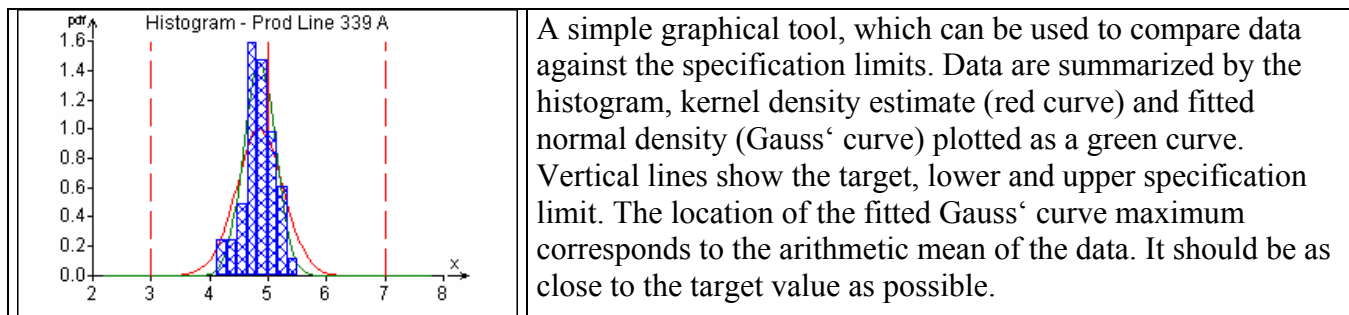 pdf
Histogram - Prod Line 339 A
1.6
1.4
1.2
1.0
0.8
0.6
0.4
0.2
0.0
x
2 3 4 5 6 7 8
A simple graphical tool, which can be used to compare data
against the specification limits. Data are summarized by the
histogram, kernel density estimate (red curve) and fitted
normal density (Gauss‘ curve) plotted as a green curve.
Vertical lines show the target, lower and upper specification
limit. The location of the fitted Gauss‘ curve maximum
corresponds to the arithmetic mean of the data. It should be as
close to the target value as possible.